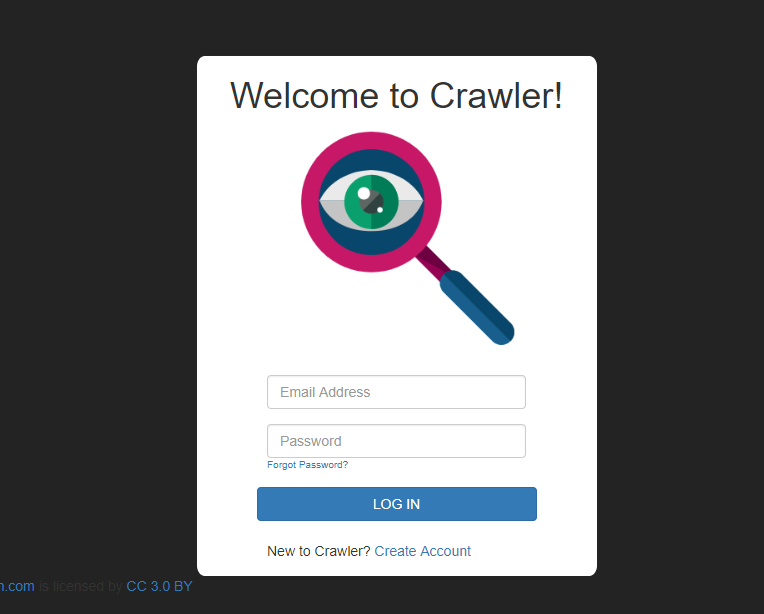 Welcome to Crawler!
Email Address
Password
Forgot Password?
LOG IN
New to Crawler? Create Account
n.com is licensed by CC 3.0 BY